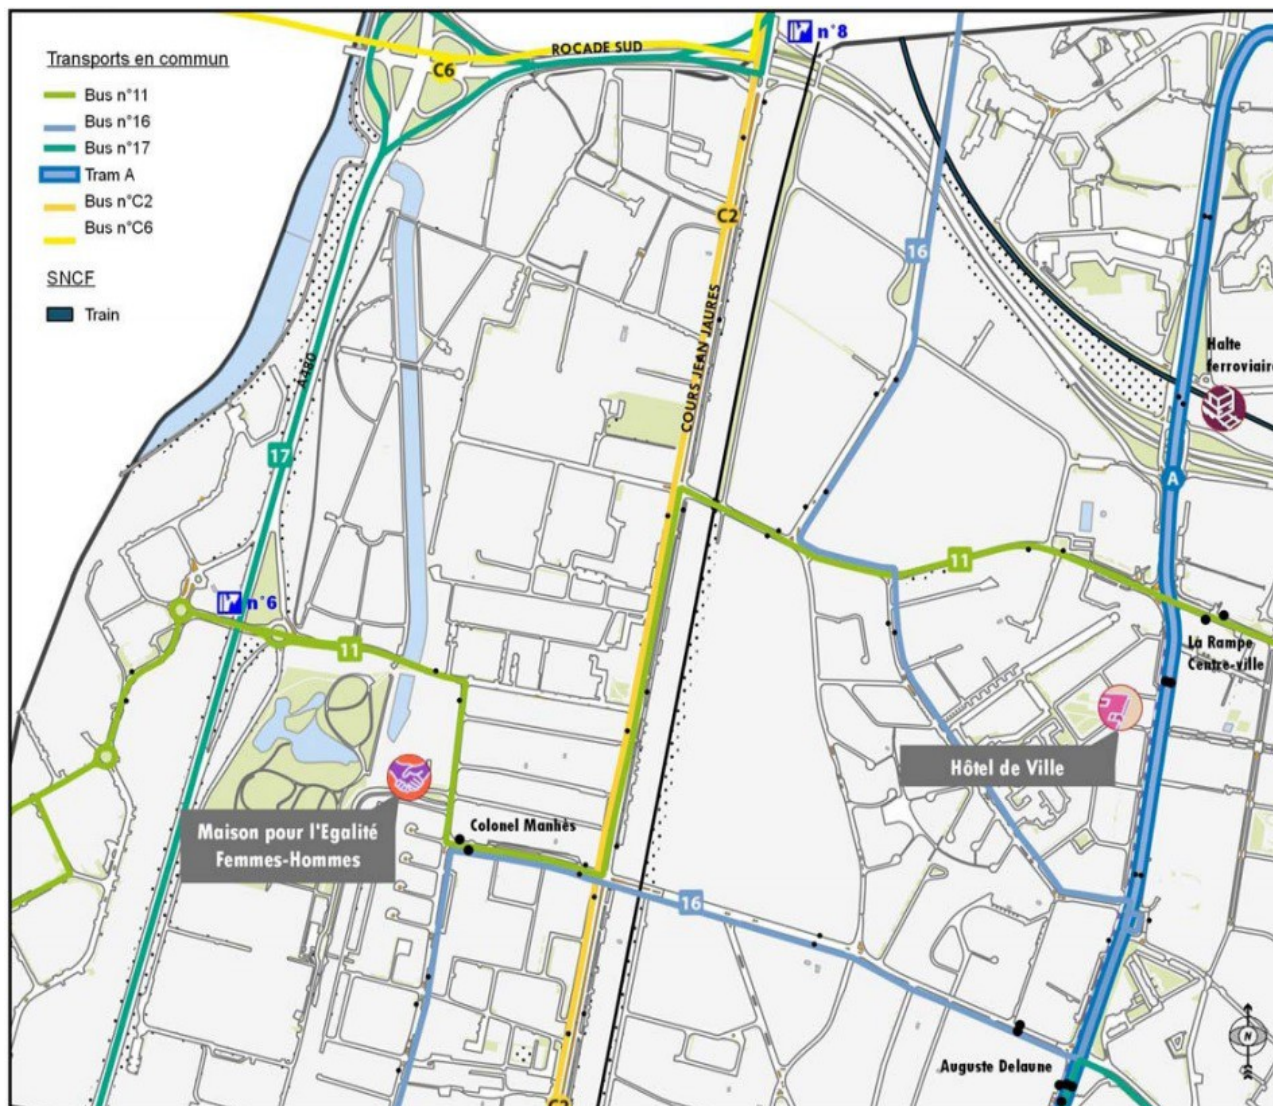 Transports en commun
Bus n°11
Bus n°16
Bus n°17
Tram A
Bus n°C2
Bus n°C6
SNCF
Train
C6
ROCADE SUD
n°8
C2
16
COURS JEAN JAURES
A480
17
Halte
ferroviaire
A
11
n°6
11
La Rampe
Centre-ville
Hôtel de Ville
Maison pour l'Egalité
Femmes-Hommes
Colonel Manhès
16
Auguste Delaune
N
C2